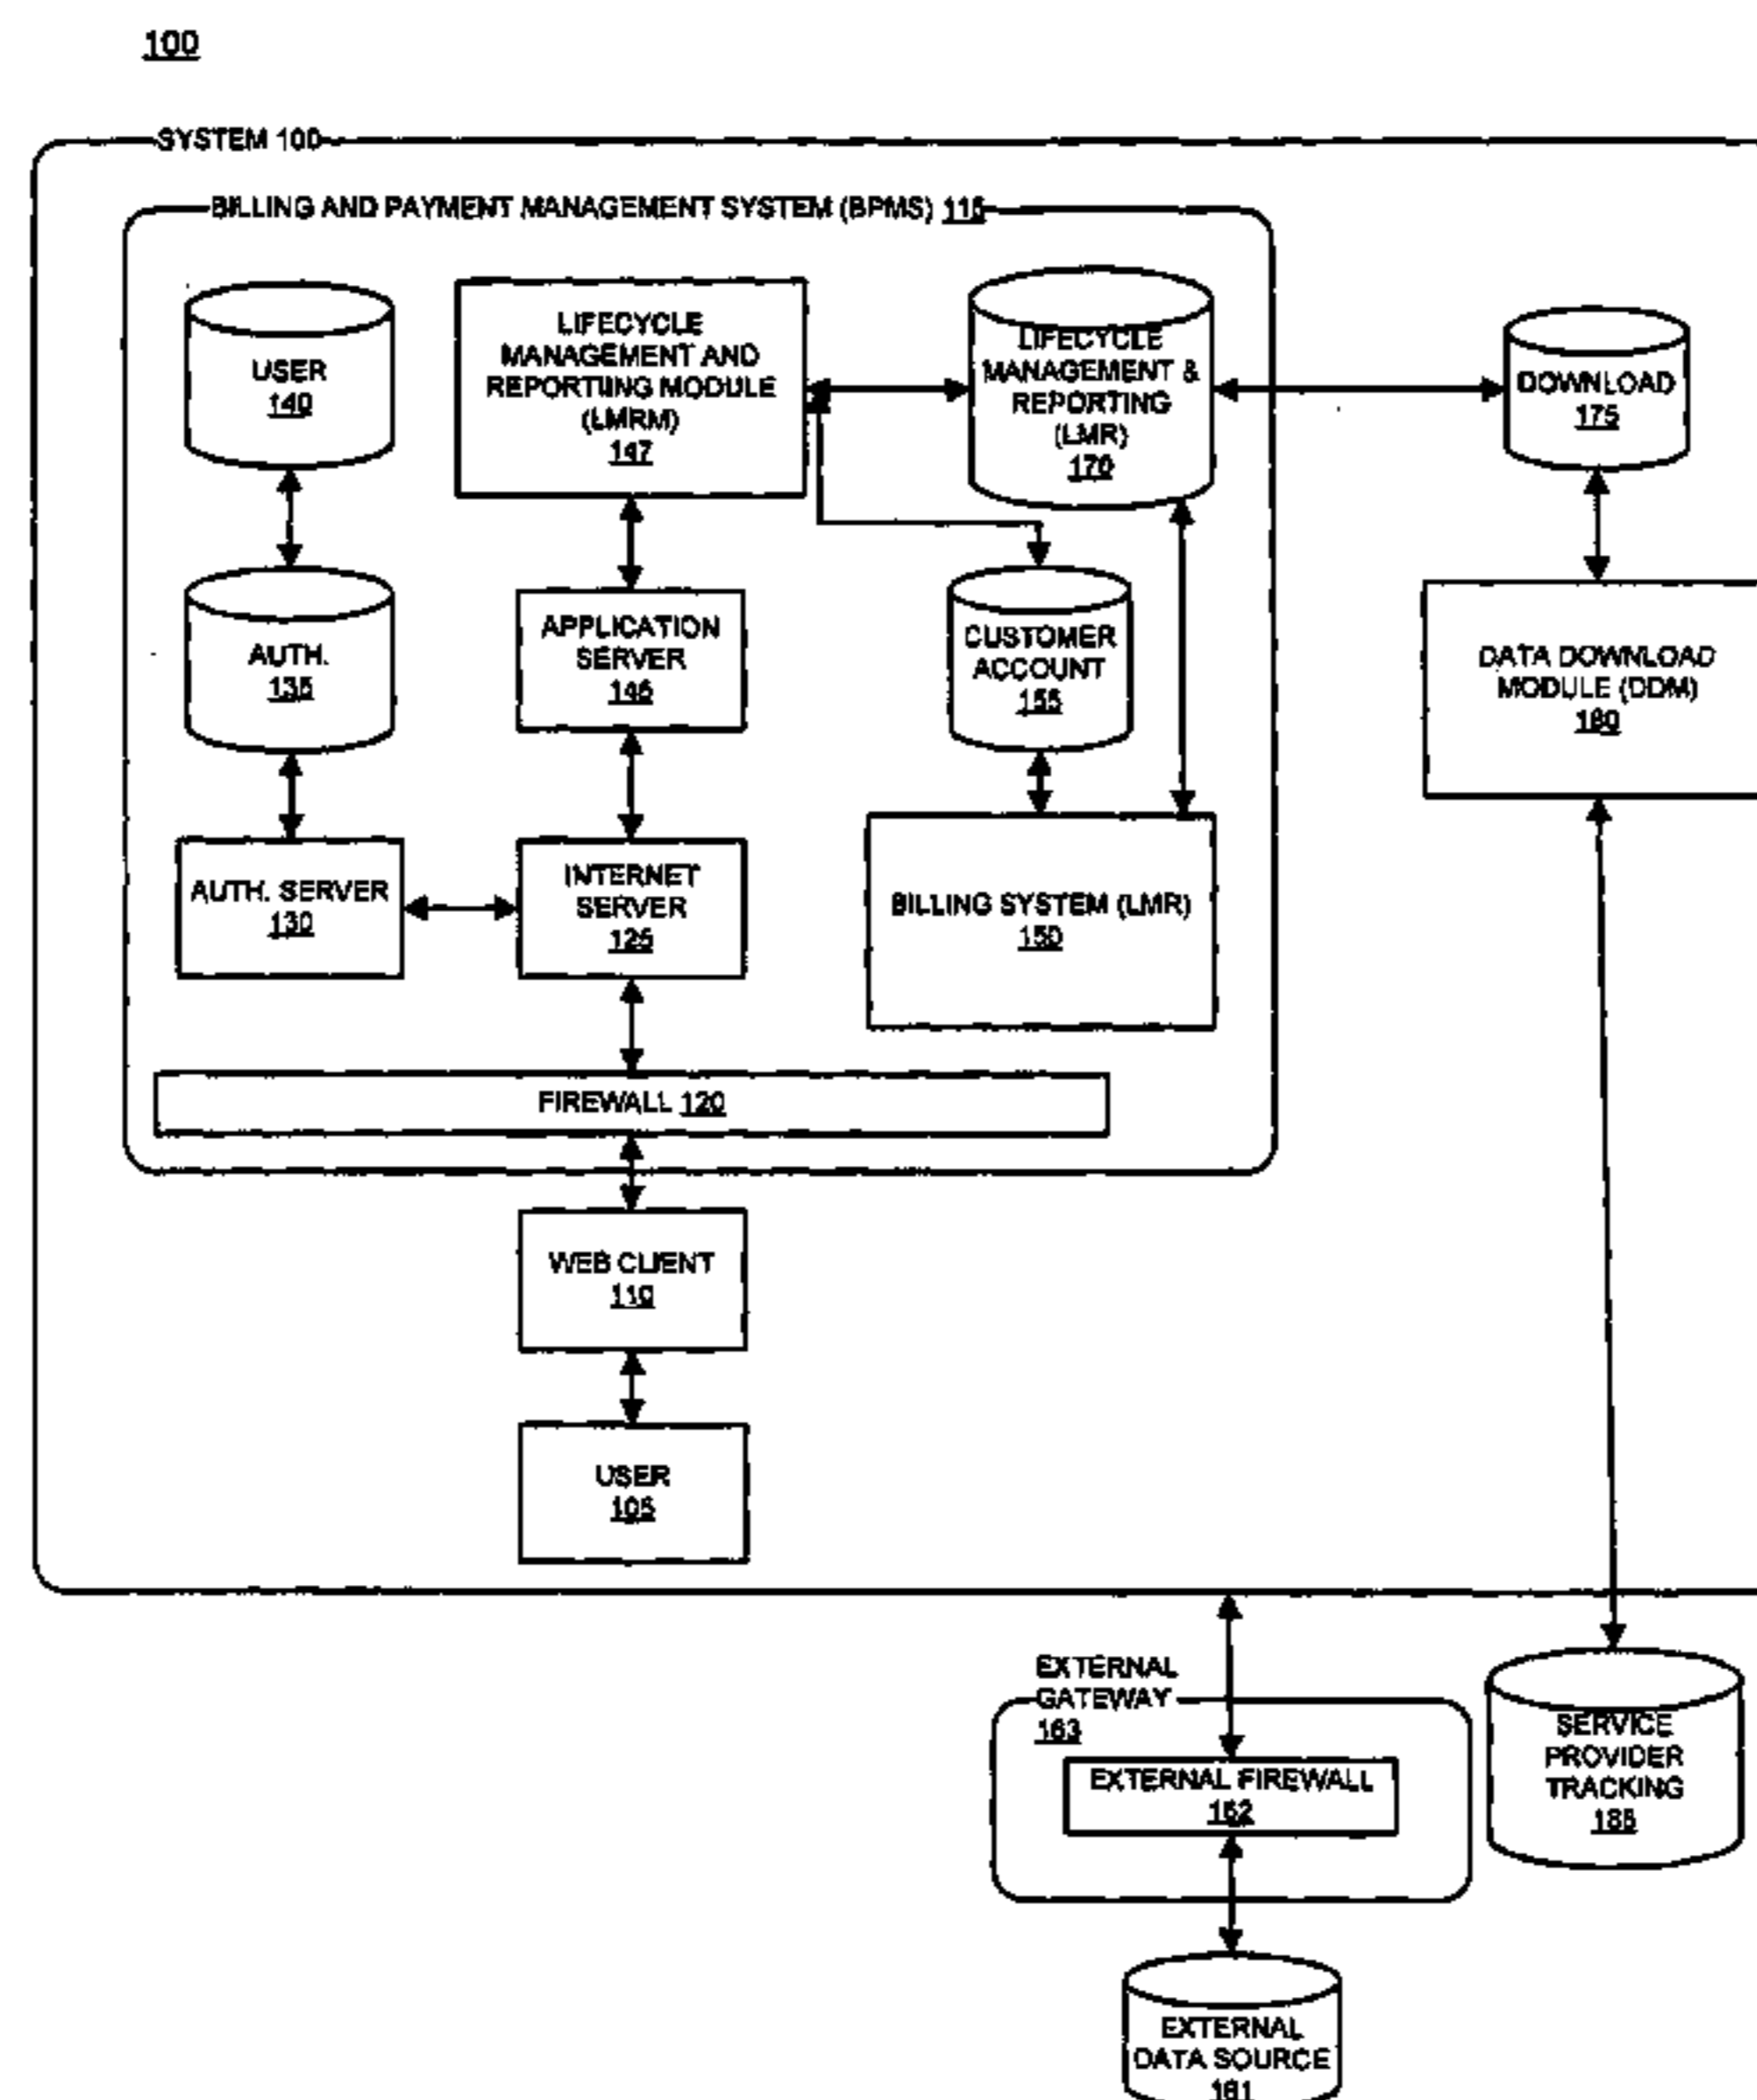 100
SYSTEM 100
BILLING AND PAYMENT MANAGEMENT SYSTEM (BPMS) 115
USER
140
LIFECYCLE
MANAGEMENT AND
REPORTIING MODULE
(LMRM)
147
LIFECYCLE
MANAGEMENT &
REPORTING
(LMR)
170
DOWNLOAD
175
AUTH.
135
APPLICATION
SERVER
145
CUSTOMER
ACCOUNT
155
DATA DOWNLOAD
MODULE (DDM)
180
AUTH. SERVER
130
INTERNET
SERVER
125
BILLING SYSTEM (LMR)
150
FIREWALL 120
WEB CLIENT
110
USER
105
EXTERNAL
GATEWAY
163
EXTERNAL FIREWALL
162
SERVICE
PROVIDER
TRACKING
185
EXTERNAL
DATA SOURCE
161